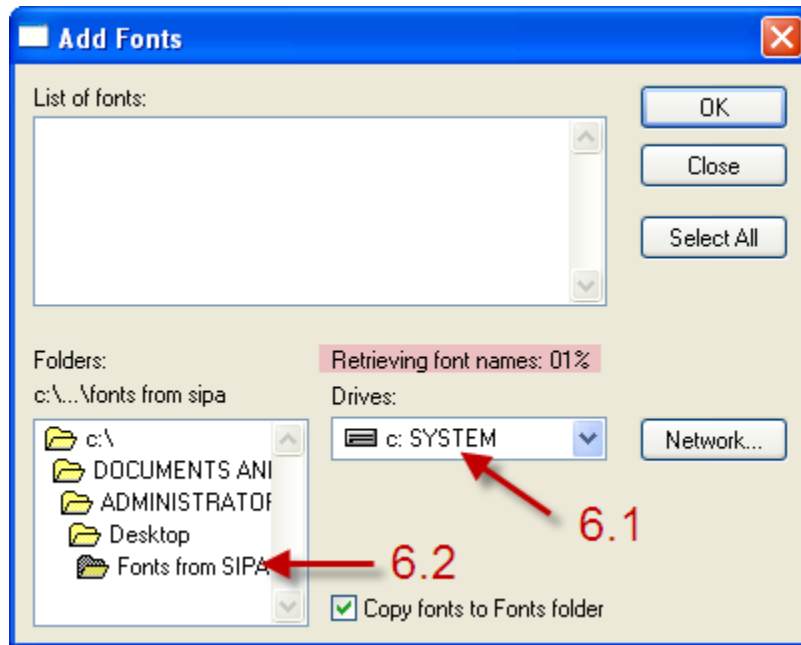 Add Fonts
List of fonts:
OK
Close
Select All
Folders:
Retrieving font names: 01%
c:\...\fonts from sipa
Drives:
c:\
c: SYSTEM
Network...
DOCUMENTS ANI
ADMINISTRATOF
6.1
Desktop
Fonts from SIPA
6.2
Copy fonts to Fonts folder